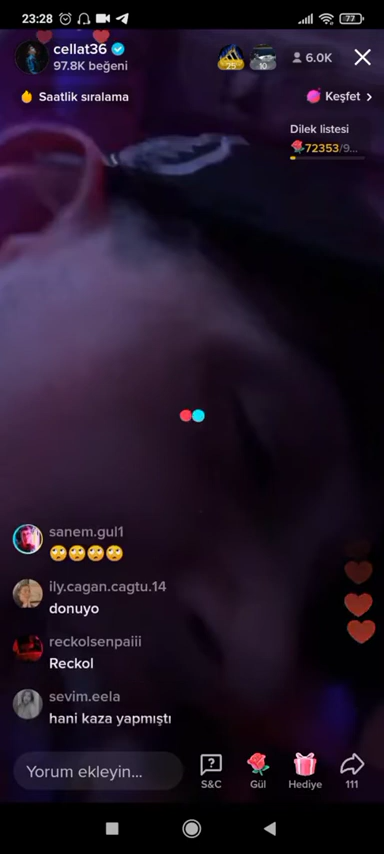 23:28
77
cellat36
97.8K beğeni
25
10
6.0K
Saatlik sıralama
Keşfet
Dilek listesi
72353/9...
sanem.gul1
ily.cagan.cagtu.14
donuyo
reckolsenpaiii
Reckol
sevim.eela
hani kaza yapmıştı
Yorum ekleyin...
S&C
Gül
Hediye
111